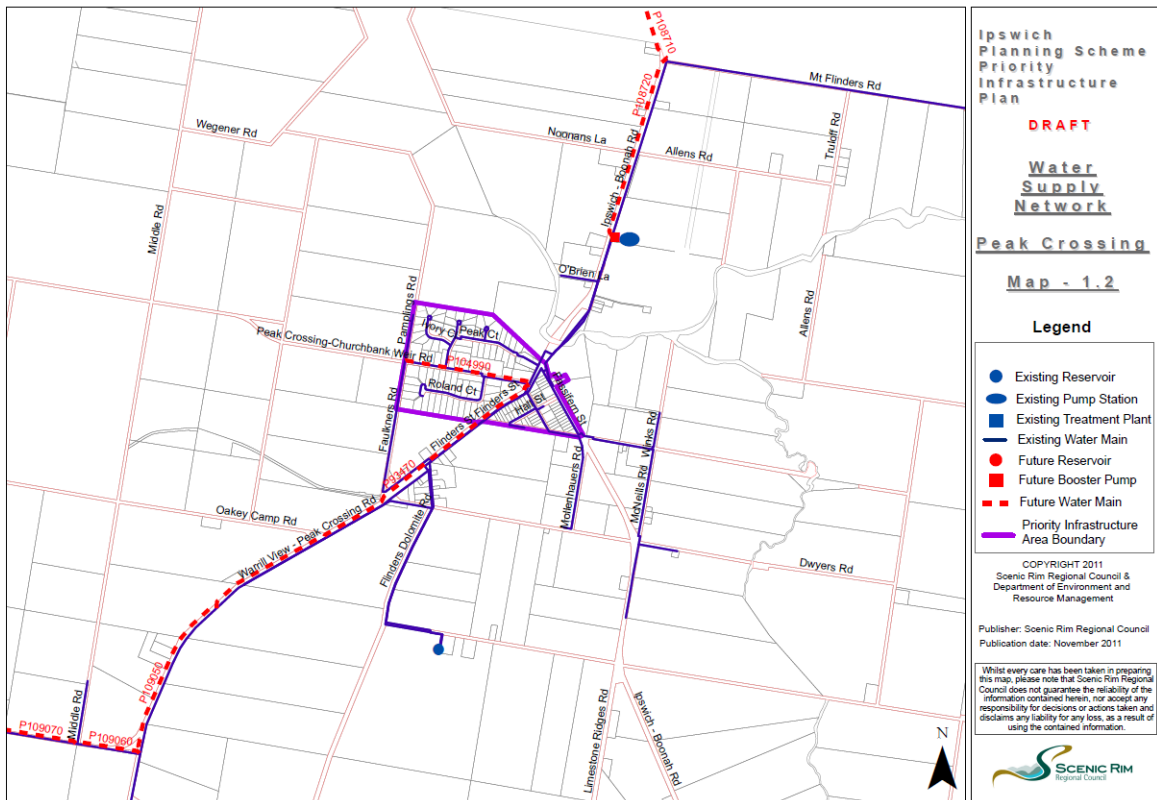 P108710
Mt Flinders Rd
P108720
Wegener Rd
Noonans La
Allens Rd
Truloff Rd
Ipswich - Boonah Rd
Middle Rd
O'Brien La
Allens Rd
Pamplings Rd
Ivory C
Peak Ct
Peak Crossing-Churchbank Weir Rd
P104990
Roland Ct
Fassifern St
Hall St
Flinders St
Flinders St
Faulkners Rd
Winks Rd
P93470
Mollenhauers Rd
McNeills Rd
Oakey Camp Rd
Warrill View - Peak Crossing Rd
Flinders Dolomite Rd
Dwyers Rd
P109050
Middle Rd
P109070
P109060
Limestone Ridges Rd
Ipswich - Boonah Rd
N
Ipswich
Planning Scheme
Priority
Infrastructure
Plan
DRAFT
Water
Supply
Network
Peak Crossing
Map - 1.2
Legend
Existing Reservoir
Existing Pump Station
Existing Treatment Plant
Existing Water Main
Future Reservoir
Future Booster Pump
Future Water Main
Priority Infrastructure
Area Boundary
COPYRIGHT 2011
Scenic Rim Regional Council &
Department of Environment and
Resource Management
Publisher: Scenic Rim Regional Council
Publication date: November 2011
Whilst every care has been taken in preparing
this map, please note that Scenic Rim Regional
Council does not guarantee the reliability of the
information contained herein, nor accept any
responsibility for decisions or actions taken and
disclaims any liability for any loss, as a result of
using the contained information.
SCENIC RIM
Regional Council